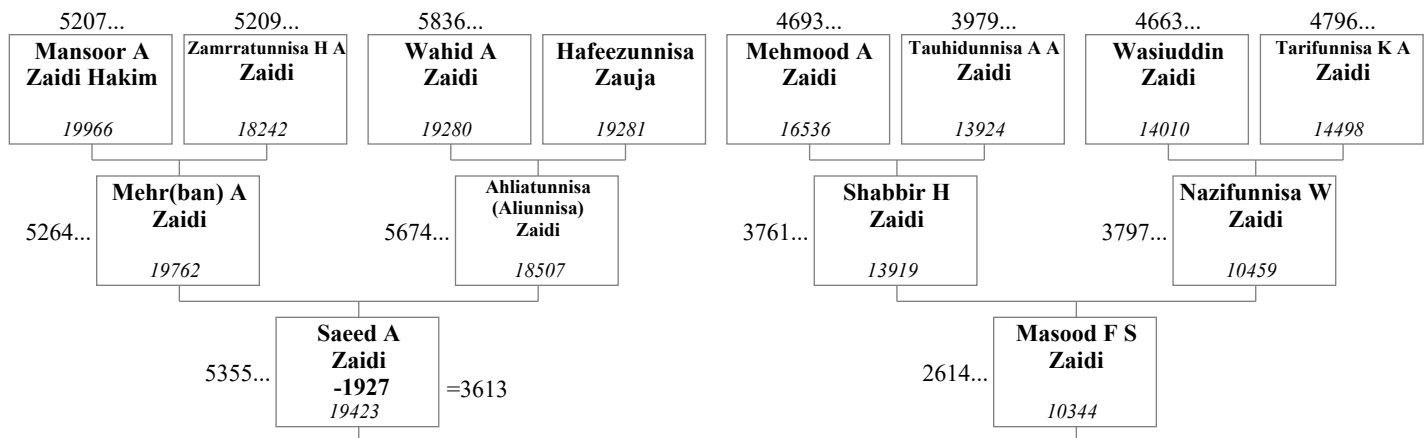 5207...
5209...
5836...
4693...
3979...
4663...
4796...
Mansoor A
Zaidi Hakim
19966
Zamrratunnisa H A
Zaidi
18242
Wahid A
Zaidi
19280
Hafeezunnisa
Zauja
19281
Mehmood A
Zaidi
16536
Tauhidunnisa A A
Zaidi
13924
Wasiuddin
Zaidi
14010
Tarifunnisa K A
Zaidi
14498
5264...
Mehr(ban) A
Zaidi
19762
5674...
Ahliatunnisa
(Aliunnisa)
Zaidi
18507
3761...
Shabbir H
Zaidi
13919
3797...
Nazifunnisa W
Zaidi
10459
5355...
Saeed A
Zaidi
-1927
19423
=3613
2614...
Masood F S
Zaidi
10344